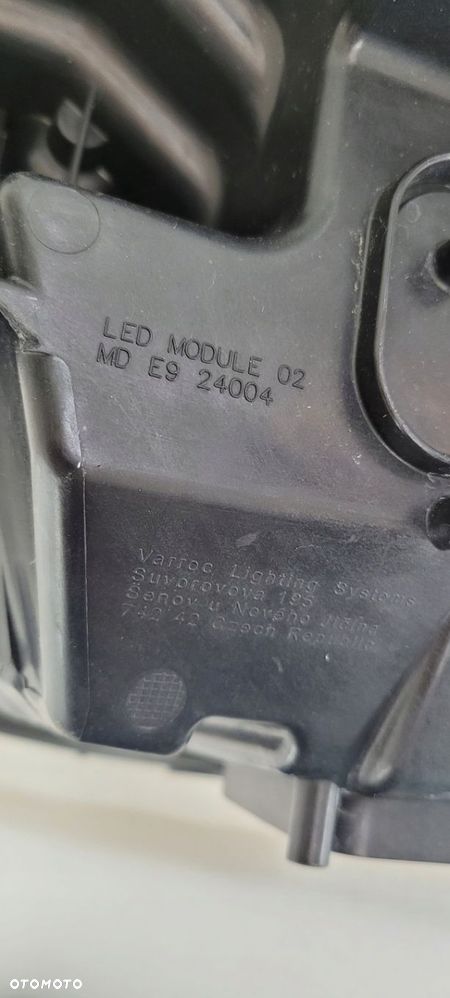 LED MODULE 02
MD E9 24004
Varroc Lighting Systems
Suvorovova 195
Šenov u Nového Jičína
742 42 Czech Republic
OTOMOTO